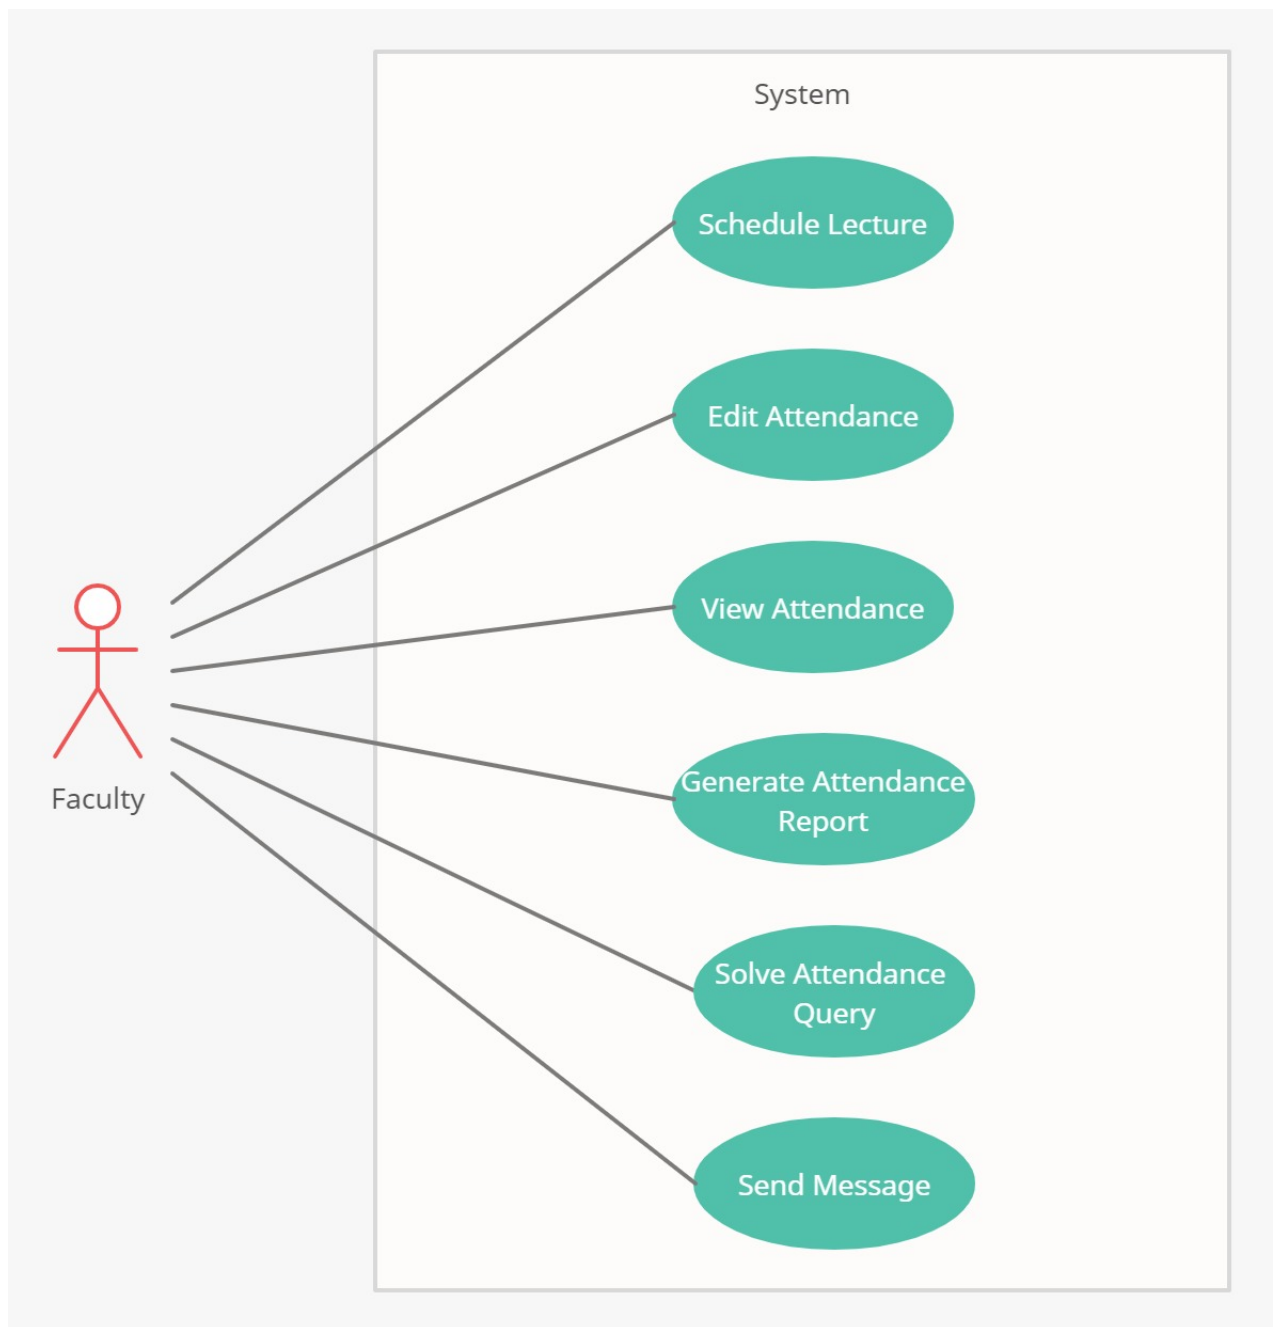 System
Schedule Lecture
Edit Attendance
View Attendance
Generate Attendance
Report
Faculty
Solve Attendance
Query
Send Message